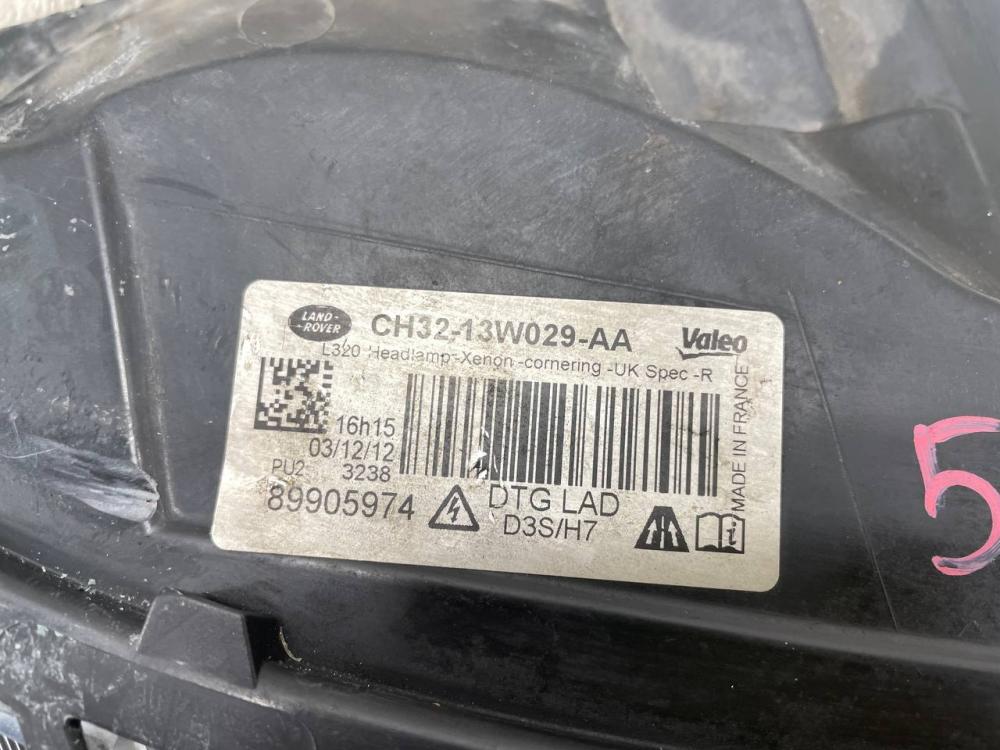 LAND-
ROVER
CH32-13W029-AA
Valeo
L320 Headlamp -Xenon -cornering -UK Spec -R
16h15
03/12/12
PU2 3238
89905974
DTG LAD
D3S/H7
MADE IN FRANCE
5